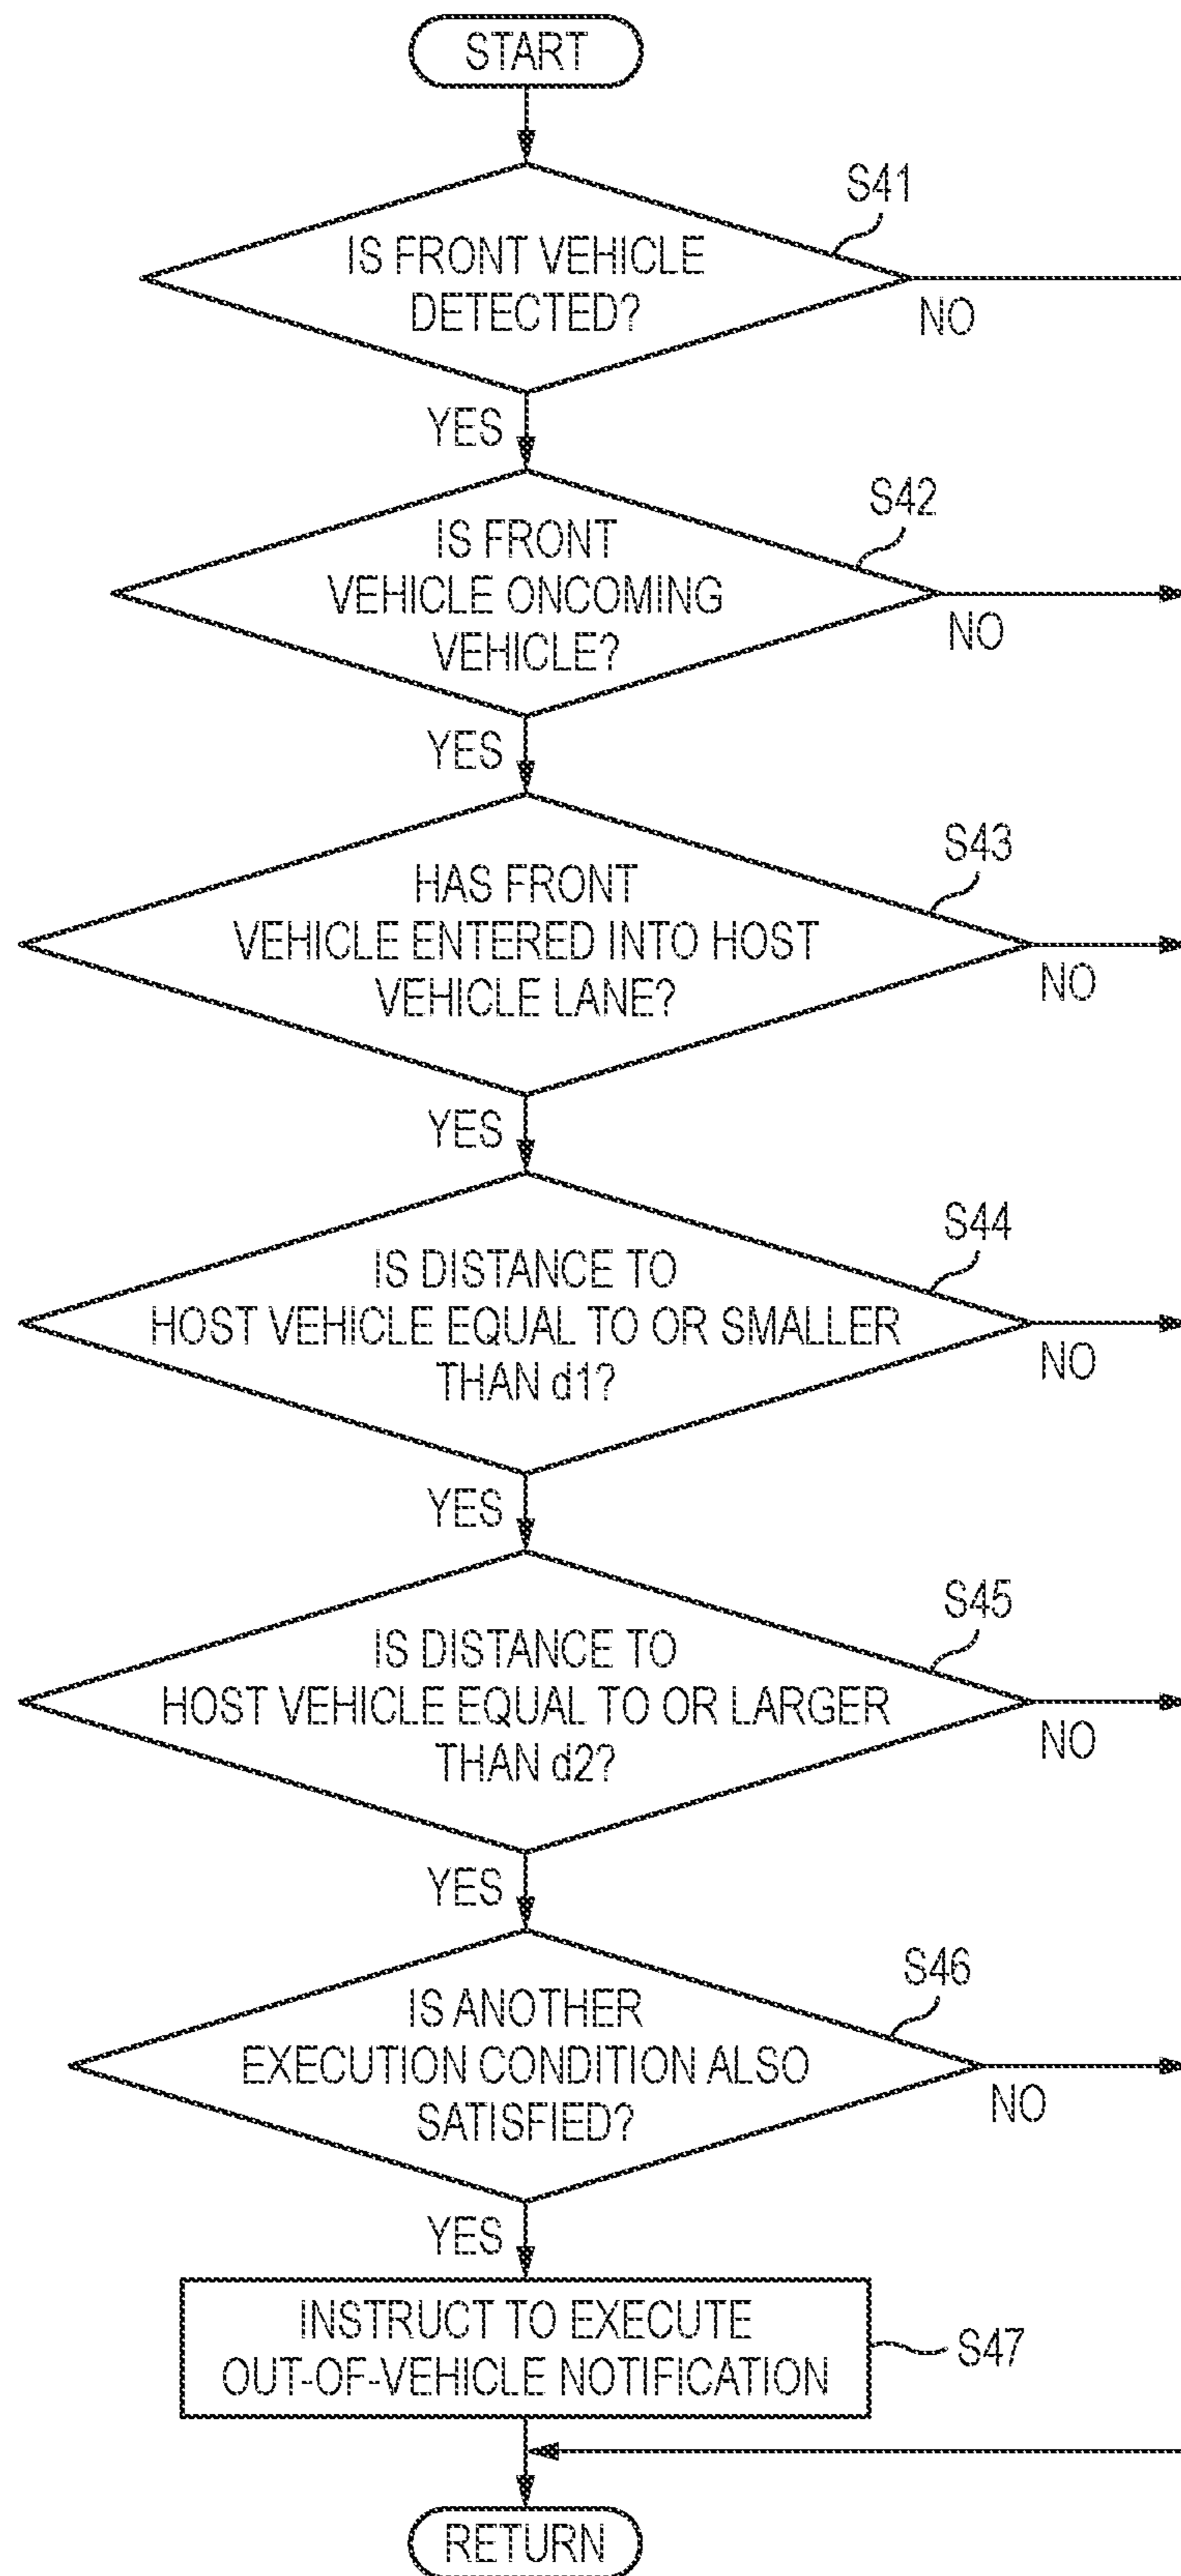 START
S41
IS FRONT VEHICLE
DETECTED?
NO
YES
S42
IS FRONT
VEHICLE ONCOMING
VEHICLE?
NO
YES
S43
HAS FRONT
VEHICLE ENTERED INTO HOST
VEHICLE LANE?
NO
YES
S44
IS DISTANCE TO
HOST VEHICLE EQUAL TO OR SMALLER
THAN d1?
NO
YES
S45
IS DISTANCE TO
HOST VEHICLE EQUAL TO OR LARGER
THAN d2?
NO
YES
S46
IS ANOTHER
EXECUTION CONDITION ALSO
SATISFIED?
NO
YES
INSTRUCT TO EXECUTE
OUT-OF-VEHICLE NOTIFICATION
S47
RETURN